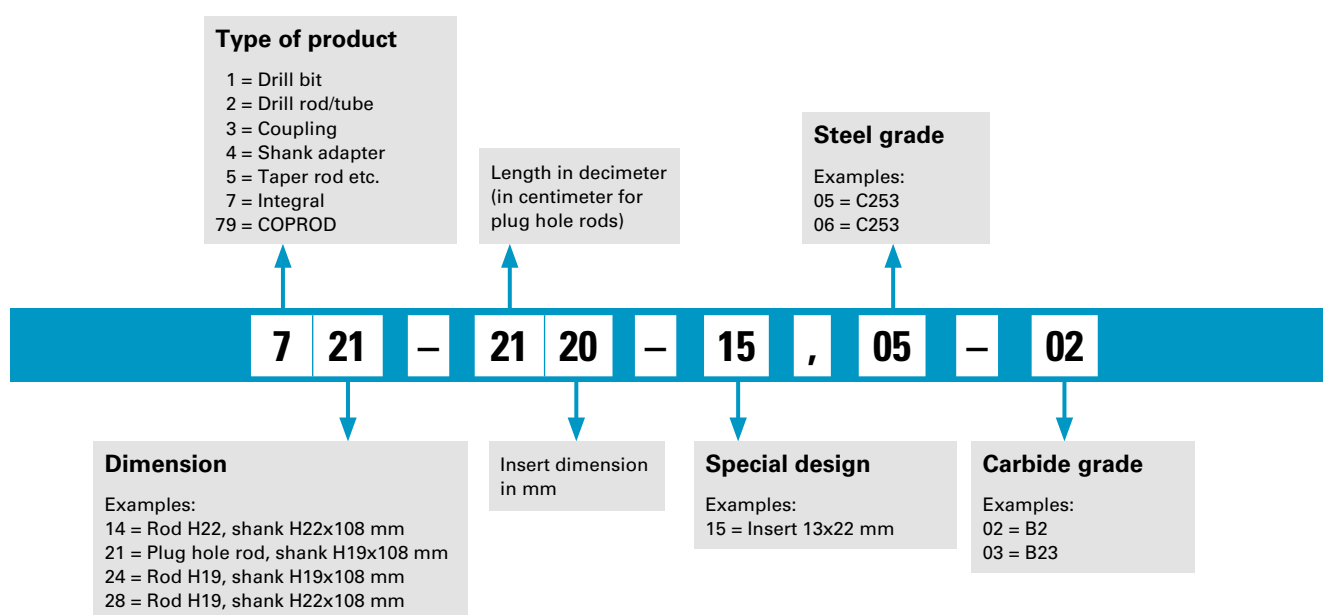 Type of product
1 = Drill bit
2 = Drill rod/tube
3 = Coupling
4 = Shank adapter
5 = Taper rod etc.
7 = Integral
79 = COPROD
Length in decimeter
(in centimeter for
plug hole rods)
Steel grade
Examples:
05 = C253
06 = C253
7 21 – 21 20 – 15 , 05 – 02
Dimension
Examples:
14 = Rod H22, shank H22x108 mm
21 = Plug hole rod, shank H19x108 mm
24 = Rod H19, shank H19x108 mm
28 = Rod H19, shank H22x108 mm
Insert dimension
in mm
Special design
Examples:
15 = Insert 13x22 mm
Carbide grade
Examples:
02 = B2
03 = B23